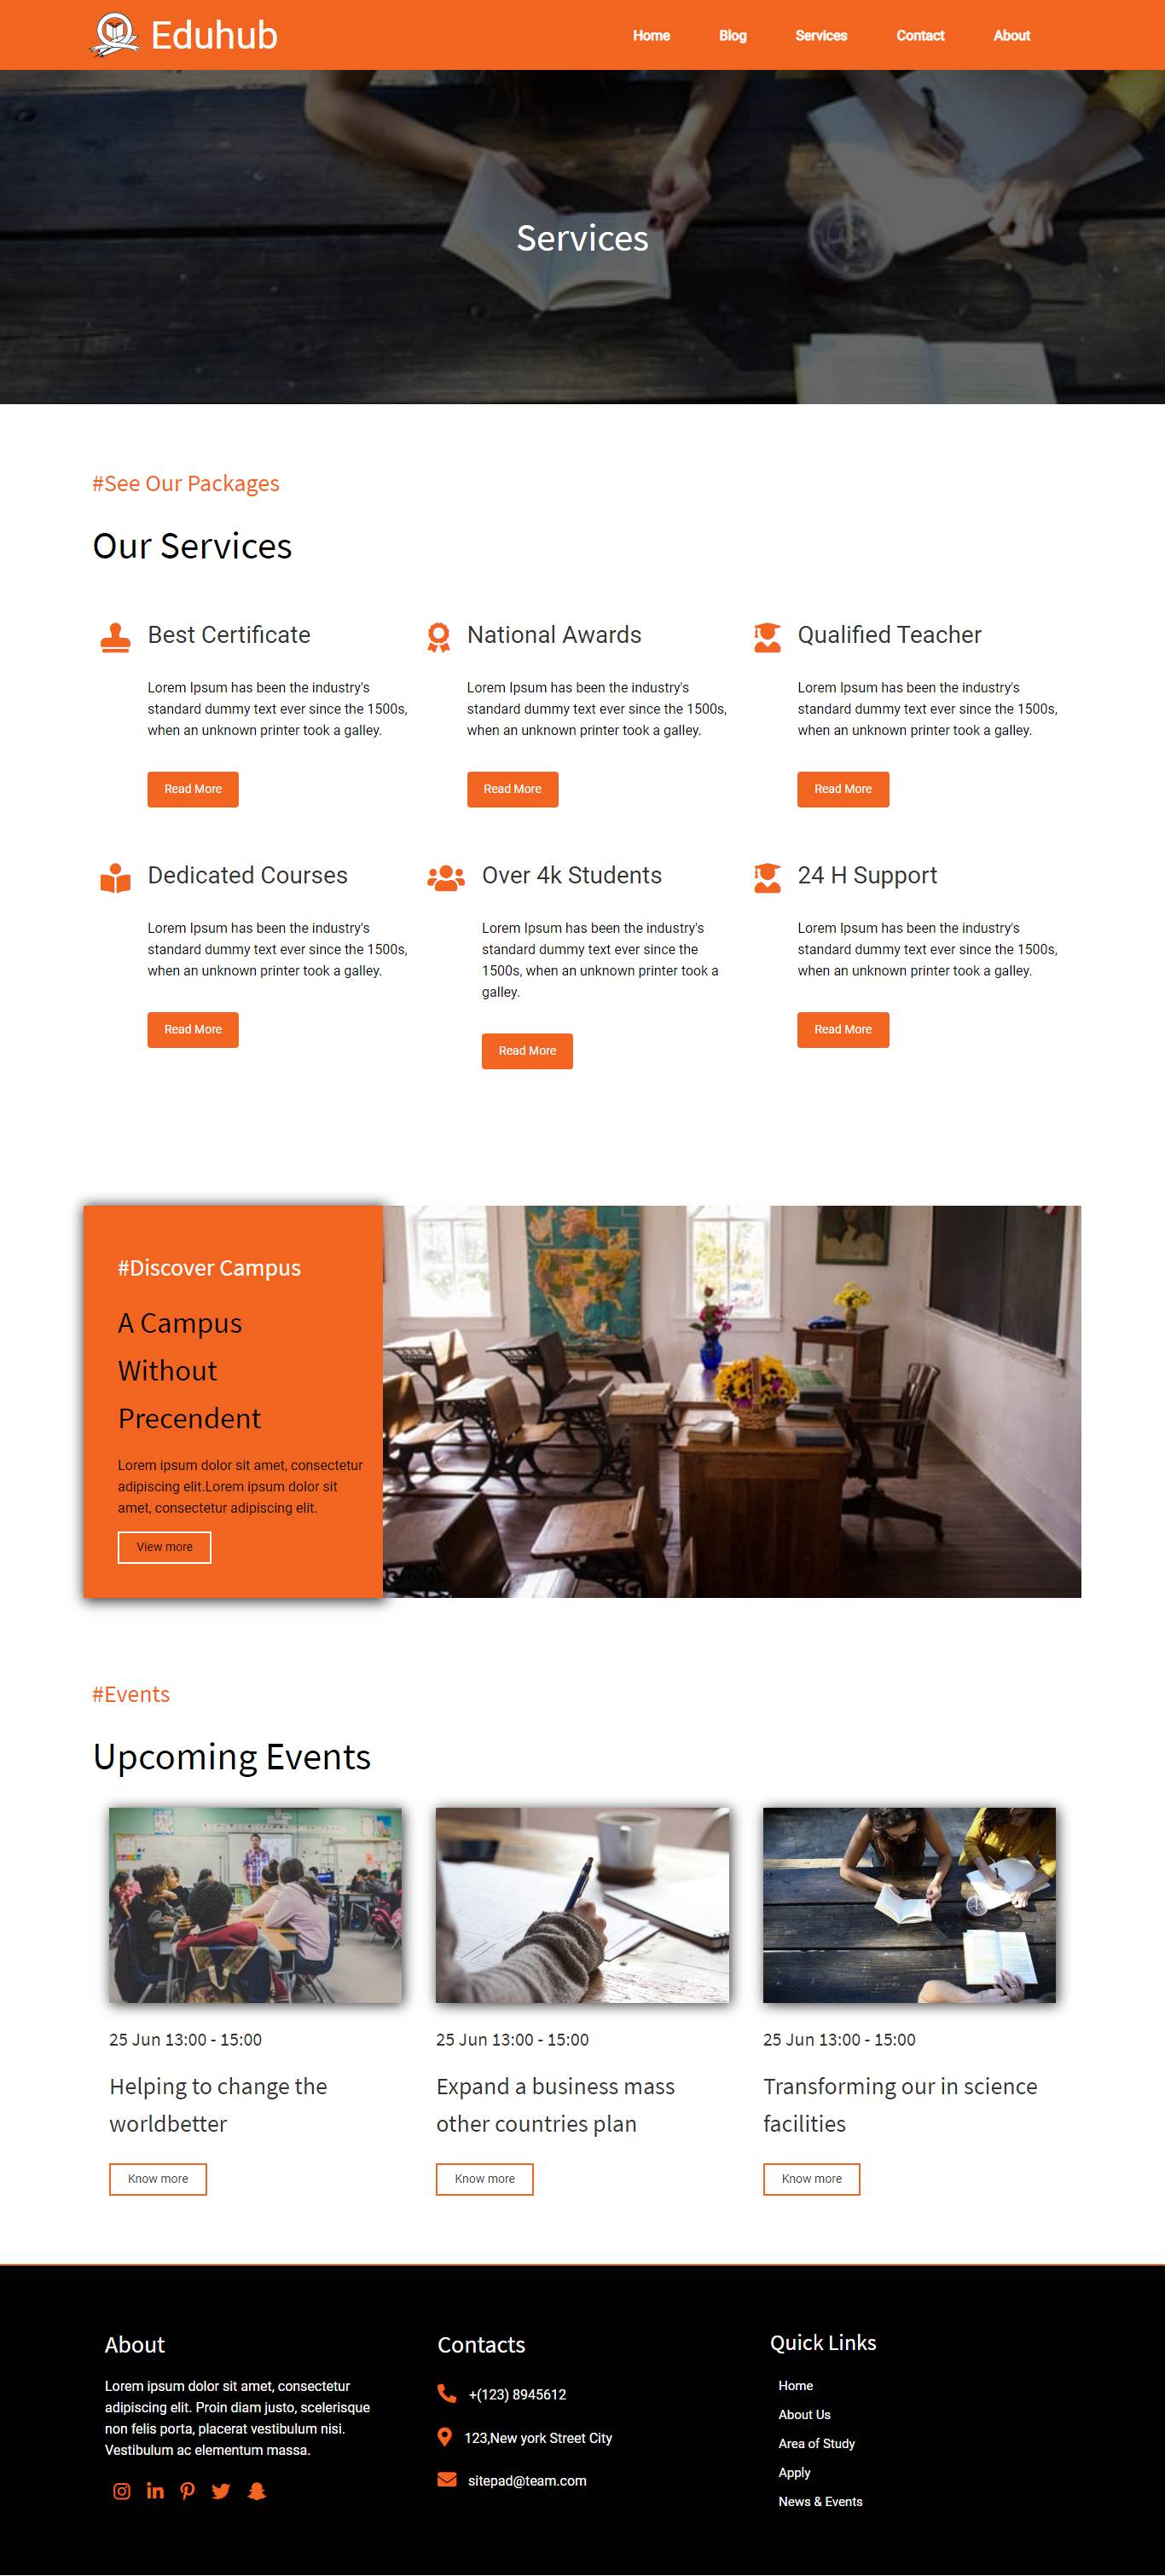 Eduhub
Home Blog Services Contact About
Services
#See Our Packages
Our Services
Best Certificate
Lorem Ipsum has been the industry's
standard dummy text ever since the 1500s,
when an unknown printer took a galley.
Read More
National Awards
Lorem Ipsum has been the industry's
standard dummy text ever since the 1500s,
when an unknown printer took a galley.
Read More
Qualified Teacher
Lorem Ipsum has been the industry's
standard dummy text ever since the 1500s,
when an unknown printer took a galley.
Read More
Dedicated Courses
Lorem Ipsum has been the industry's
standard dummy text ever since the 1500s,
when an unknown printer took a galley.
Read More
Over 4k Students
Lorem Ipsum has been the industry's
standard dummy text ever since the
1500s, when an unknown printer took a
galley.
Read More
24 H Support
Lorem Ipsum has been the industry's
standard dummy text ever since the 1500s,
when an unknown printer took a galley.
Read More
#Discover Campus
A Campus
Without
Precendent
Lorem ipsum dolor sit amet, consectetur
adipiscing elit.Lorem ipsum dolor sit
amet, consectetur adipiscing elit.
View more
#Events
Upcoming Events
25 Jun 13:00 - 15:00
Helping to change the
worldbetter
Know more
25 Jun 13:00 - 15:00
Expand a business mass
other countries plan
Know more
25 Jun 13:00 - 15:00
Transforming our in science
facilities
Know more
About
Lorem ipsum dolor sit amet, consectetur
adipiscing elit. Proin diam justo, scelerisque
non felis porta, placerat vestibulum nisi.
Vestibulum ac elementum massa.
Contacts
+(123) 8945612
123,New york Street City
sitepad@team.com
Quick Links
Home
About Us
Area of Study
Apply
News & Events